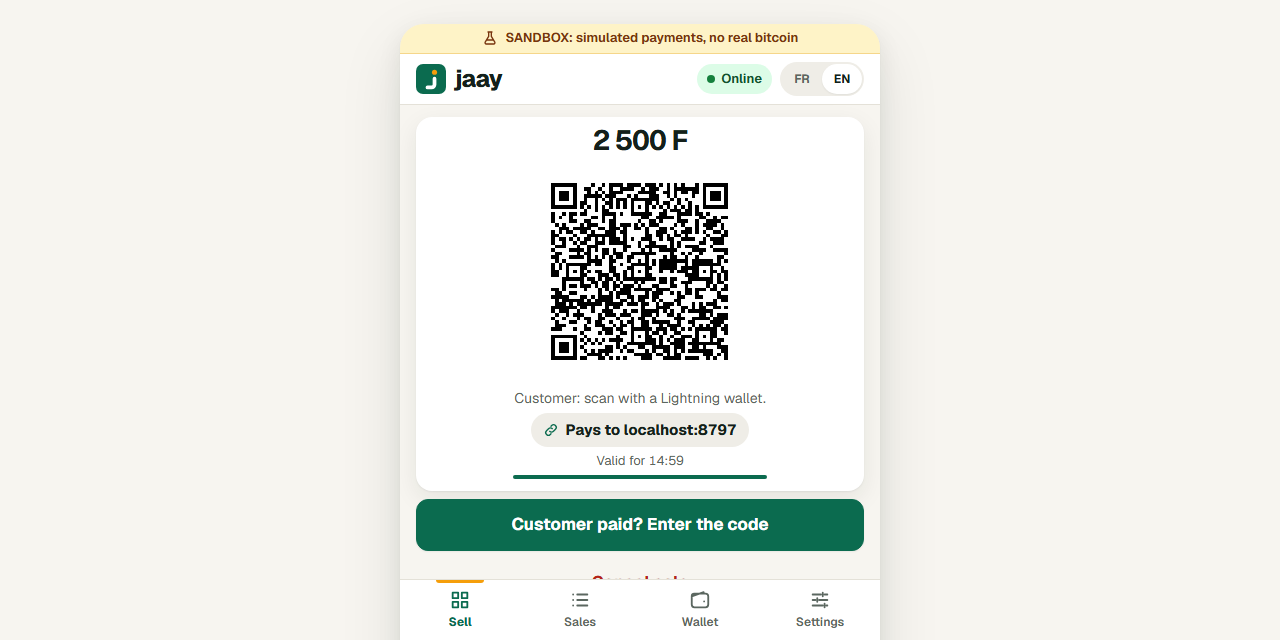 SANDBOX: simulated payments, no real bitcoin
jaay
Online
FR
EN
2 500 F
Customer: scan with a Lightning wallet.
Pays to localhost:8797
Valid for 14:59
Customer paid? Enter the code
Sell
Sales
Wallet
Settings